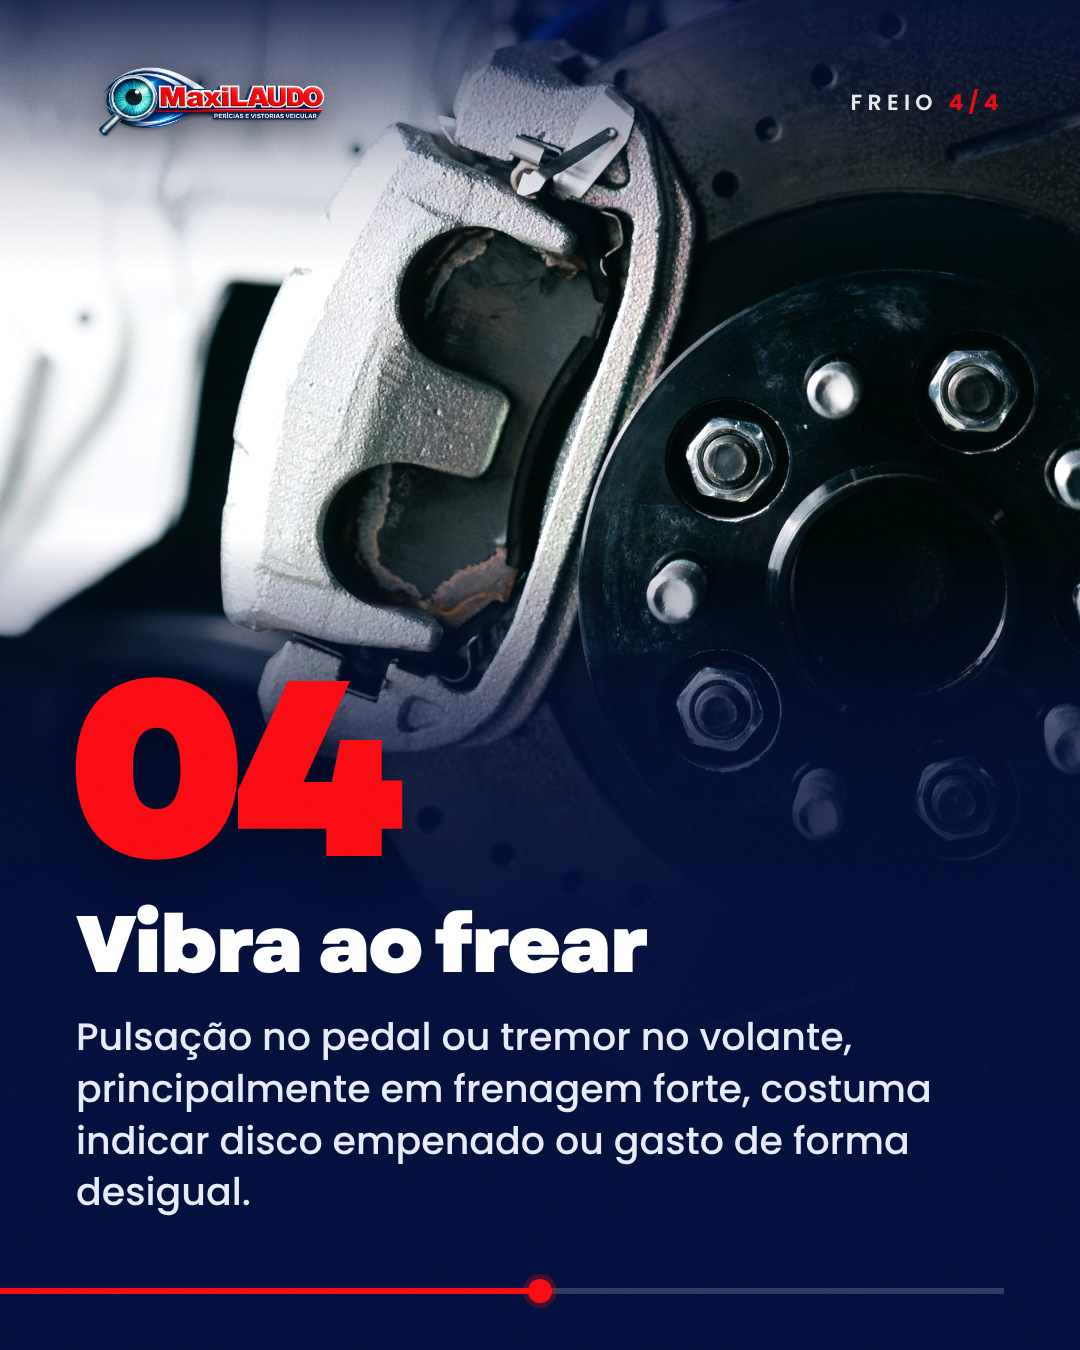 MaxiLAUDO
PERÍCIAS E VISTORIAS VEICULAR
FREIO 4/4
04
Vibra ao frear
Pulsação no pedal ou tremor no volante,
principalmente em frenagem forte, costuma
indicar disco empenado ou gasto de forma
desigual.